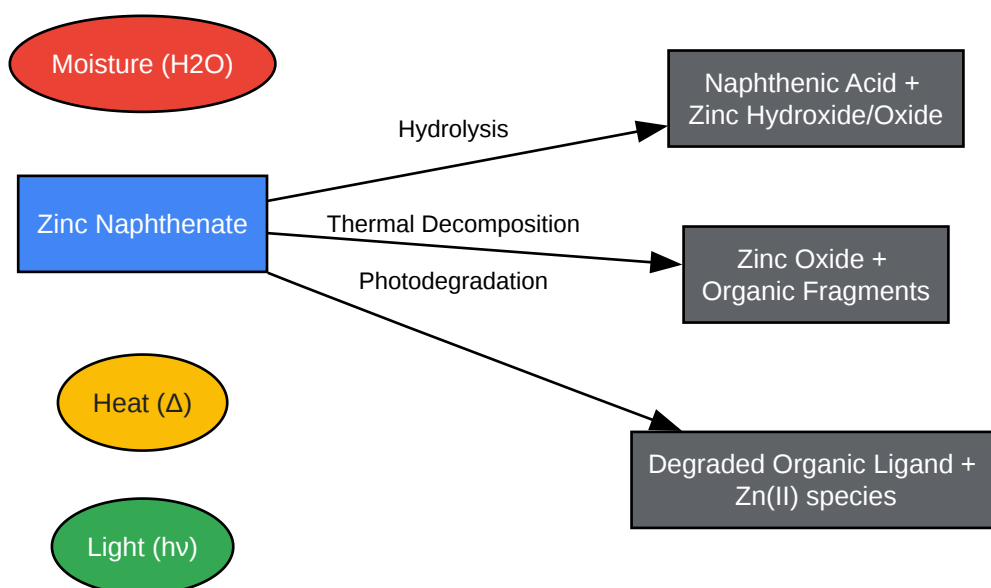 Moisture (H2O)
Naphthenic Acid +
Zinc Hydroxide/Oxide
Hydrolysis
Zinc Naphthenate
Thermal Decomposition
Zinc Oxide +
Organic Fragments
Photodegradation
Heat (Δ)
Degraded Organic Ligand +
Zn(II) species
Light (hν)